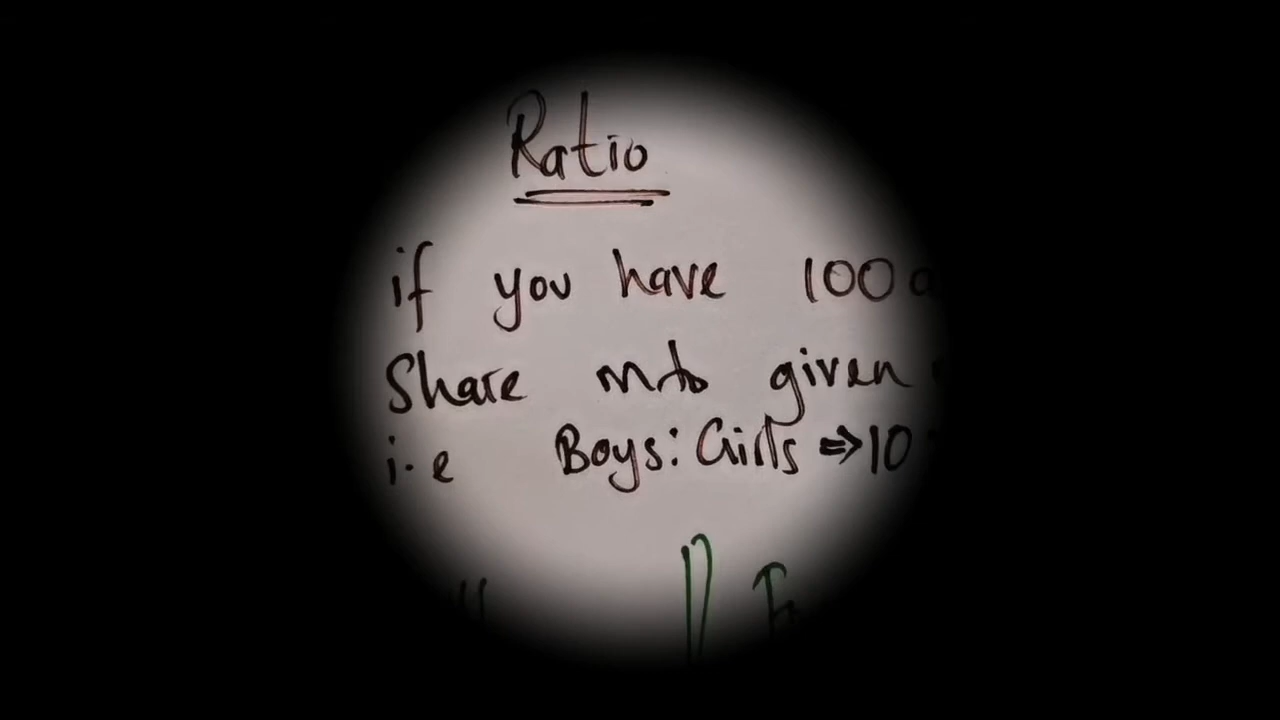 Ratio
if you have 100
Share into given
i.e Boys: Girls => 10